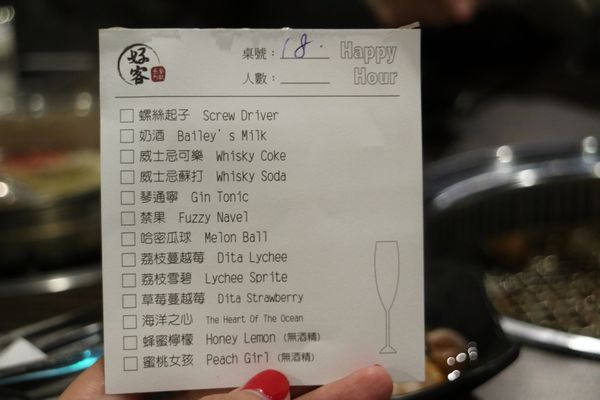 好客
桌號：18.
Happy Hour
人數：
螺絲起子 Screw Driver
奶酒 Bailey's Milk
威士忌可樂 Whisky Coke
威士忌蘇打 Whisky Soda
琴通寧 Gin Tonic
禁果 Fuzzy Navel
哈密瓜球 Melon Ball
荔枝蔓越莓 Dita Lychee
荔枝雪碧 Lychee Sprite
草莓蔓越莓 Dita Strawberry
海洋之心 The Heart Of The Ocean
蜂蜜檸檬 Honey Lemon (無酒精)
蜜桃女孩 Peach Girl (無酒精)